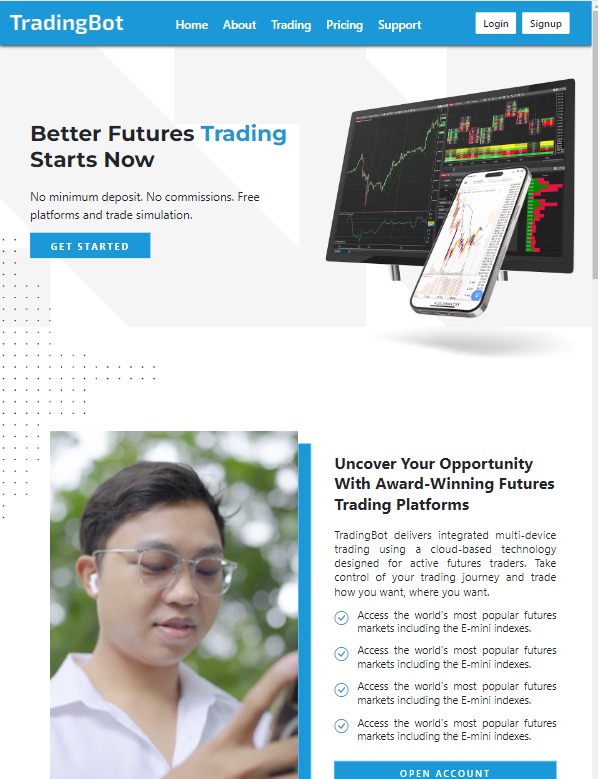 TradingBot
Home About Trading Pricing Support
Login Signup
Better Futures Trading
Starts Now
No minimum deposit. No commissions. Free
platforms and trade simulation.
GET STARTED
Uncover Your Opportunity
With Award-Winning Futures
Trading Platforms
TradingBot delivers integrated multi-device
trading using a cloud-based technology
designed for active futures traders. Take
control of your trading journey and trade
how you want, where you want.
Access the world's most popular futures
markets including the E-mini indexes.
Access the world's most popular futures
markets including the E-mini indexes.
Access the world's most popular futures
markets including the E-mini indexes.
Access the world's most popular futures
markets including the E-mini indexes.
OPEN ACCOUNT